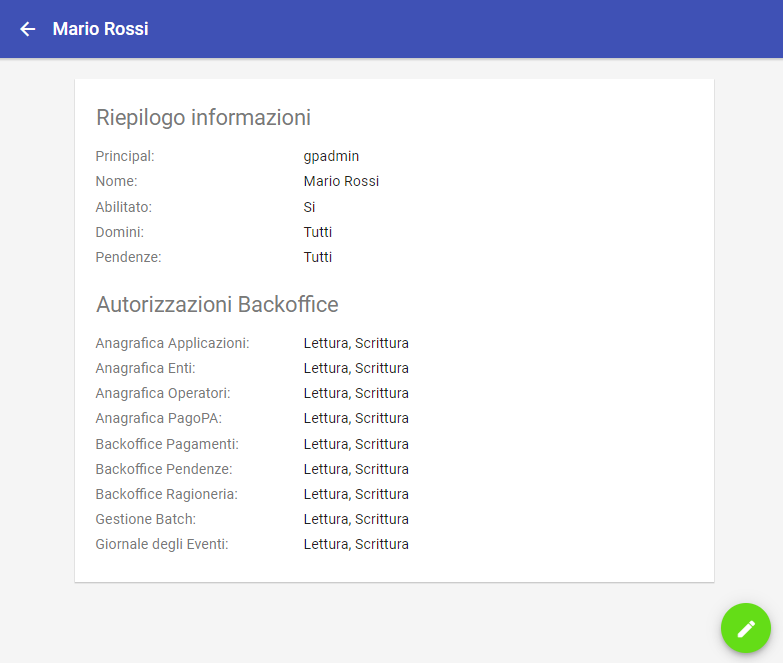 Mario Rossi
Riepilogo informazioni
Principal: gpadmin
Nome: Mario Rossi
Abilitato: Si
Domini: Tutti
Pendenze: Tutti
Autorizzazioni Backoffice
Anagrafica Applicazioni: Lettura, Scrittura
Anagrafica Enti: Lettura, Scrittura
Anagrafica Operatori: Lettura, Scrittura
Anagrafica PagoPA: Lettura, Scrittura
Backoffice Pagamenti: Lettura, Scrittura
Backoffice Pendenze: Lettura, Scrittura
Backoffice Ragioneria: Lettura, Scrittura
Gestione Batch: Lettura, Scrittura
Giornale degli Eventi: Lettura, Scrittura